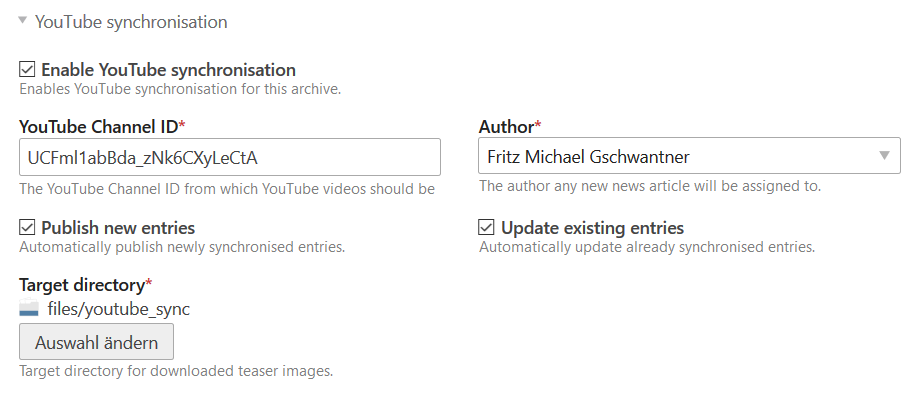 YouTube synchronisation
Enable YouTube synchronisation
Enables YouTube synchronisation for this archive.
YouTube Channel ID*
Author*
UCFml1abBda_zNk6CXyLeCtA
Fritz Michael Gschwantner
The YouTube Channel ID from which YouTube videos should be
The author any new news article will be assigned to.
Publish new entries
Update existing entries
Automatically publish newly synchronised entries.
Automatically update already synchronised entries.
Target directory*
files/youtube_sync
Auswahl ändern
Target directory for downloaded teaser images.